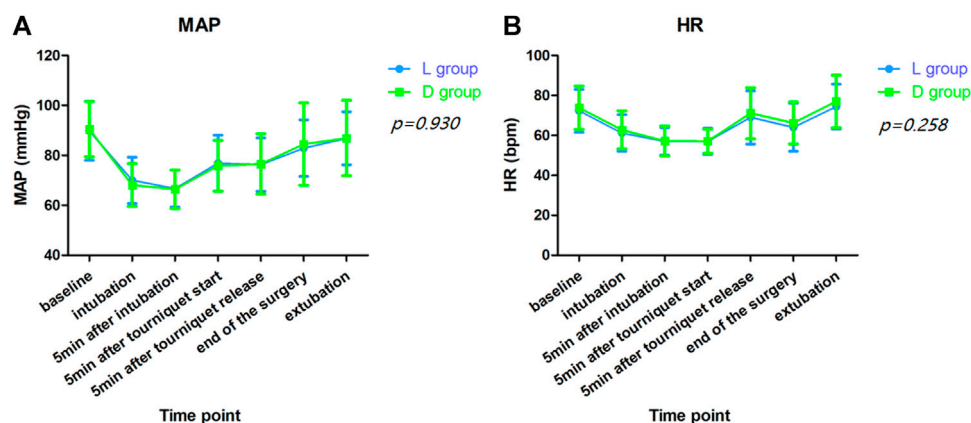 A
MAP
120
100
80
60
40
MAP (mmHg)
L group
D group
p=0.930
baseline
intubation
5min after intubation
5min after tourniquet start
5min after tourniquet release
end of the surgery
extubation
Time point
B
HR
100
80
60
40
20
0
HR (bpm)
L group
D group
p=0.258
baseline
intubation
5min after intubation
5min after tourniquet start
5min after tourniquet release
end of the surgery
extubation
Time point